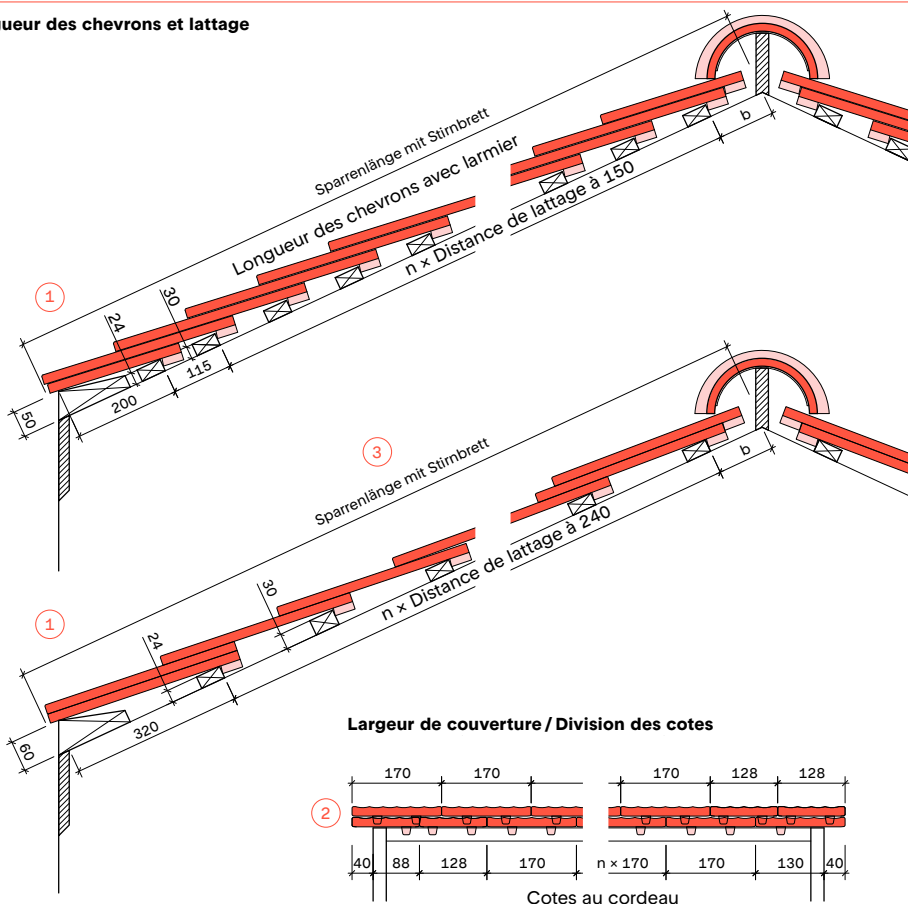 gueur des chevrons et lattage
Sparrenlänge mit Stirnbrett
Longueur des chevrons avec larmier
n × Distance de lattage à 150
b
1
30
24
115
200
50
3
Sparrenlänge mit Stirnbrett
n × Distance de lattage à 240
b
1
30
24
320
60
Largeur de couverture / Division des cotes
170 170 170 128 128
2
40 88 128 170 n × 170 170 130 40
Cotes au cordeau